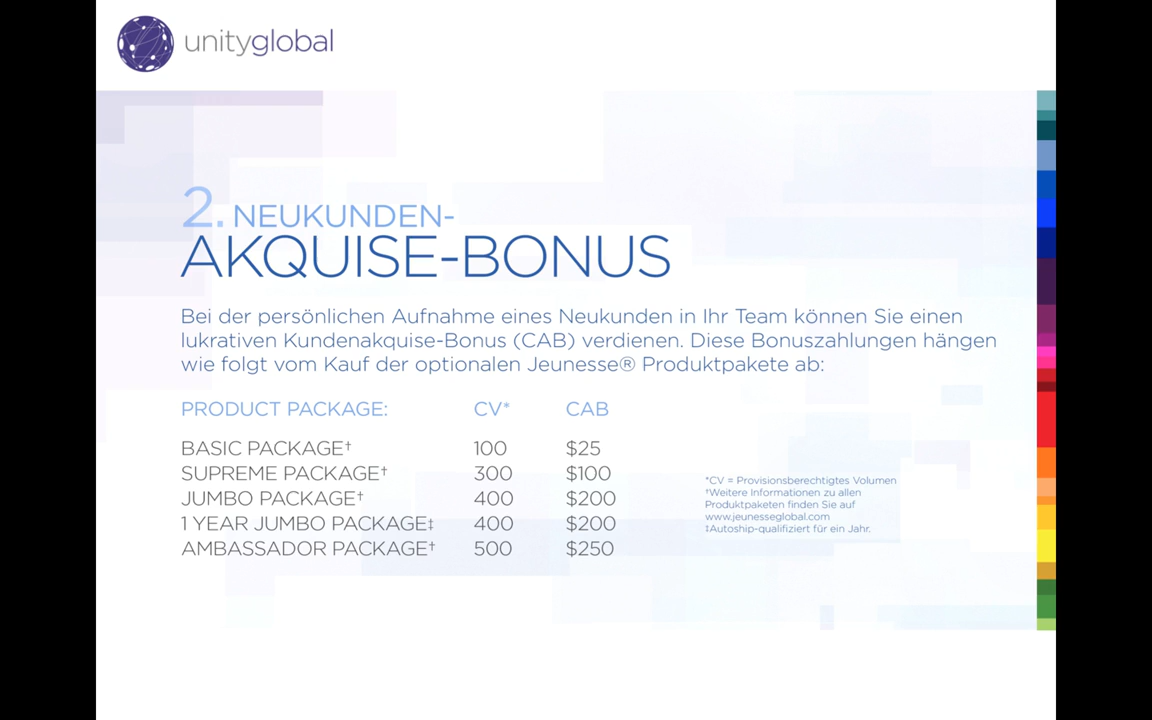 unityglobal
2. NEUKUNDEN-
AKQUISE-BONUS
Bei der persönlichen Aufnahme eines Neukunden in Ihr Team können Sie einen
lukrativen Kundenakquise-Bonus (CAB) verdienen. Diese Bonuszahlungen hängen
wie folgt vom Kauf der optionalen Jeunesse® Produktpakete ab:
PRODUCT PACKAGE: CV* CAB
BASIC PACKAGE† 100 $25
SUPREME PACKAGE† 300 $100
JUMBO PACKAGE† 400 $200
1 YEAR JUMBO PACKAGE‡ 400 $200
AMBASSADOR PACKAGE† 500 $250
*CV = Provisionsberechtigtes Volumen
†Weitere Informationen zu allen
Produktpaketen finden Sie auf
www.jeunesseglobal.com
‡Autoship-qualifiziert für ein Jahr.